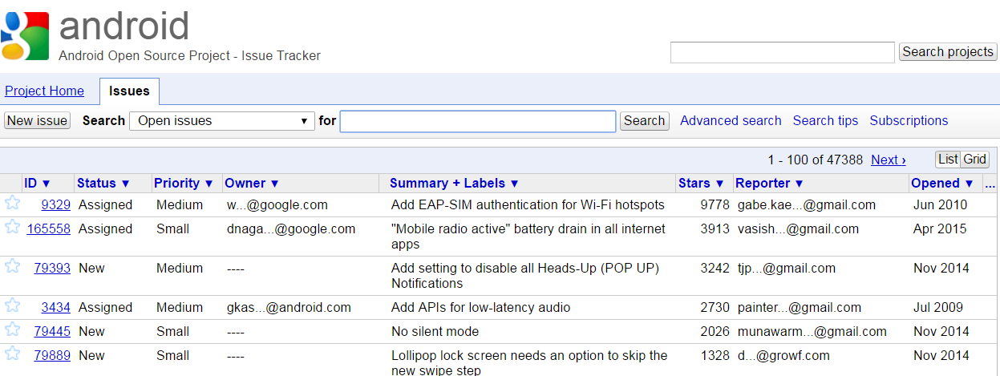 android
Android Open Source Project - Issue Tracker
Search projects
Project Home Issues
New issue Search Open issues ▼ for Search Advanced search Search tips Subscriptions
1 - 100 of 47388 Next › List Grid
ID ▼ Status ▼ Priority ▼ Owner ▼ Summary + Labels ▼ Stars ▼ Reporter ▼ Opened ▼ ...
9329 Assigned Medium w...@google.com Add EAP-SIM authentication for Wi-Fi hotspots 9778 gabe.kae...@gmail.com Jun 2010
165558 Assigned Small dnaga...@google.com "Mobile radio active" battery drain in all internet 3913 vasish...@gmail.com Apr 2015
apps
79393 New Medium ---- Add setting to disable all Heads-Up (POP UP) 3242 tjp...@gmail.com Nov 2014
Notifications
3434 Assigned Medium gkas...@android.com Add APIs for low-latency audio 2730 painter...@gmail.com Jul 2009
79445 New Small ---- No silent mode 2026 munawarm...@gmail.com Nov 2014
79889 New Small ---- Lollipop lock screen needs an option to skip the 1328 d...@growf.com Nov 2014
new swipe step